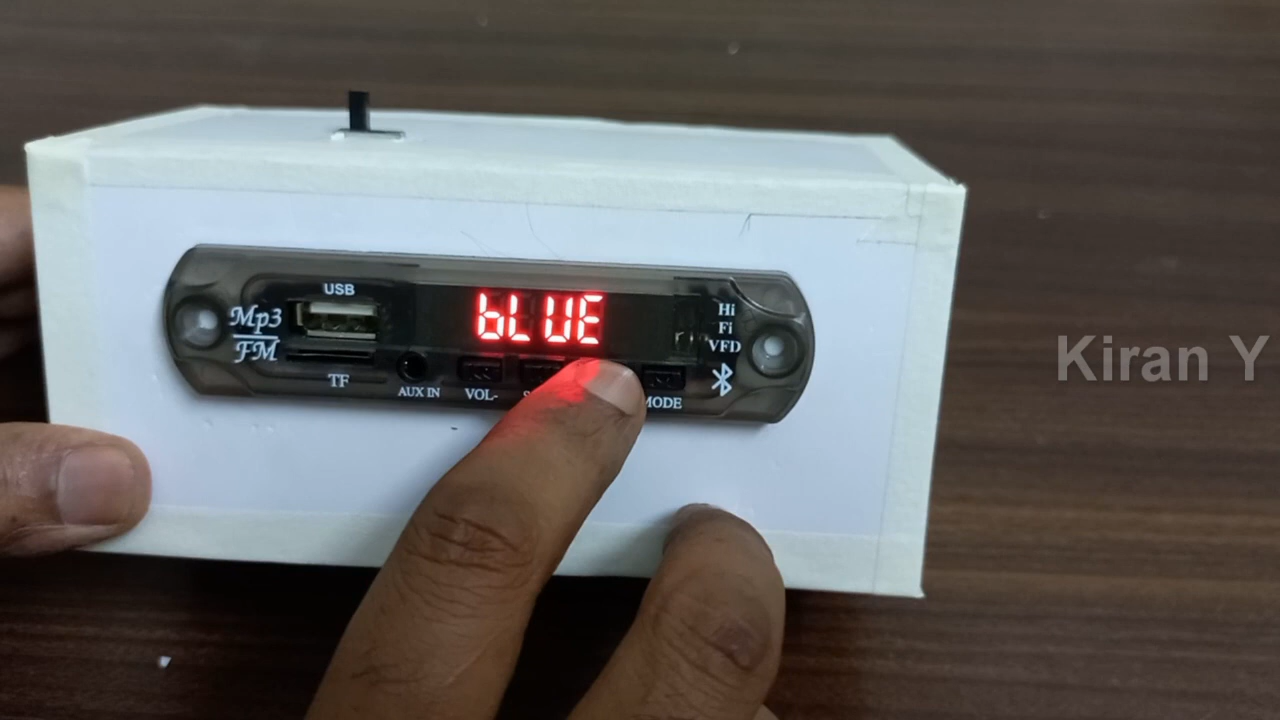 USB
bLUE
Mp3
FM
Hi
Fi
VFD
TF
AUX IN
VOL-
MODE
Kiran Y